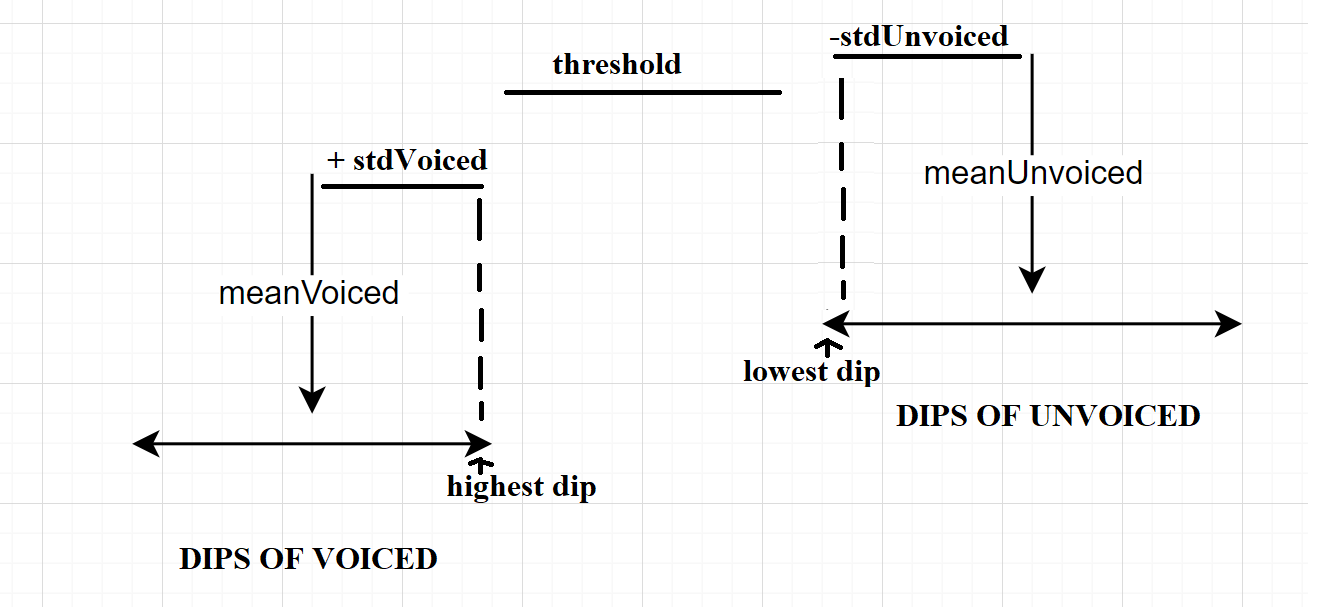 -stdUnvoiced
threshold
+ stdVoiced
meanUnvoiced
meanVoiced
lowest dip
DIPS OF UNVOICED
highest dip
DIPS OF VOICED